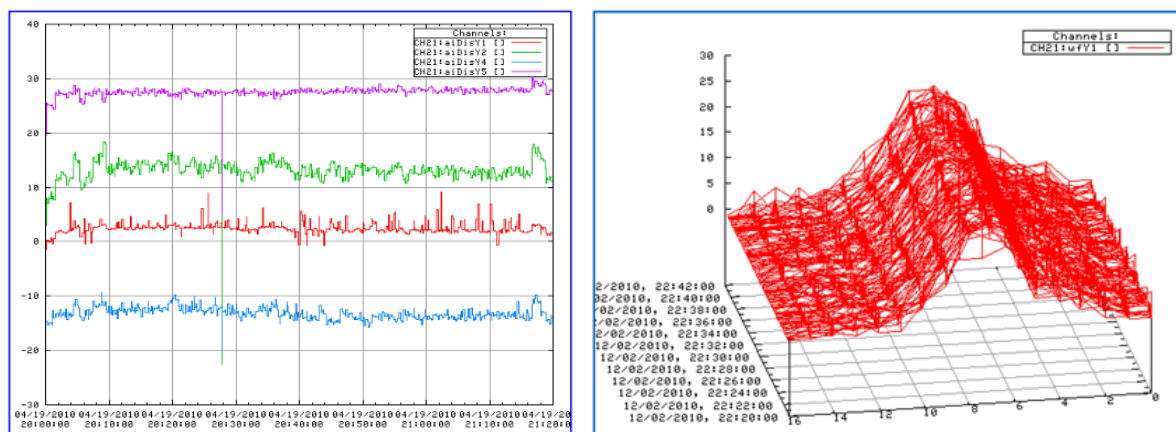 40
30
20
10
0
-10
-20
-30
Channels:
CH21:aiDisY1 []
CH21:aiDisY2 []
CH21:aiDisY4 []
CH21:aiDisY5 []
04/19/2010 04/19/2010 04/19/2010 04/19/2010 04/19/2010 04/19/2010 04/19/2010 04/19/2010 04/19/20
20:00:00 20:10:00 20:20:00 20:30:00 20:40:00 20:50:00 21:00:00 21:10:00 21:20:0
Channels:
CH21:wfY1 []
30
25
20
15
10
5
0
02/2010, 22:42:00
02/2010, 22:40:00
02/2010, 22:38:00
/02/2010, 22:36:00
/02/2010, 22:34:00
2/02/2010, 22:32:00
12/02/2010, 22:30:00
12/02/2010, 22:28:00
12/02/2010, 22:26:00
12/02/2010, 22:24:00
12/02/2010, 22:22:00
12/02/2010, 22:20:00
16 14 12 10 8 6 4 2 0